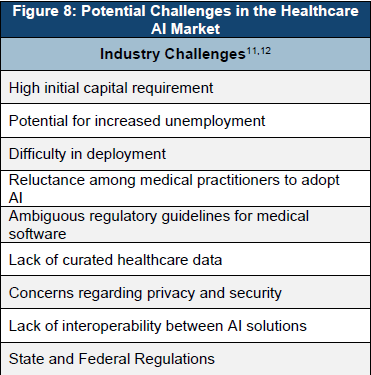 Figure 8: Potential Challenges in the Healthcare
AI Market
Industry Challenges11,12
High initial capital requirement
Potential for increased unemployment
Difficulty in deployment
Reluctance among medical practitioners to adopt
AI
Ambiguous regulatory guidelines for medical
software
Lack of curated healthcare data
Concerns regarding privacy and security
Lack of interoperability between AI solutions
State and Federal Regulations